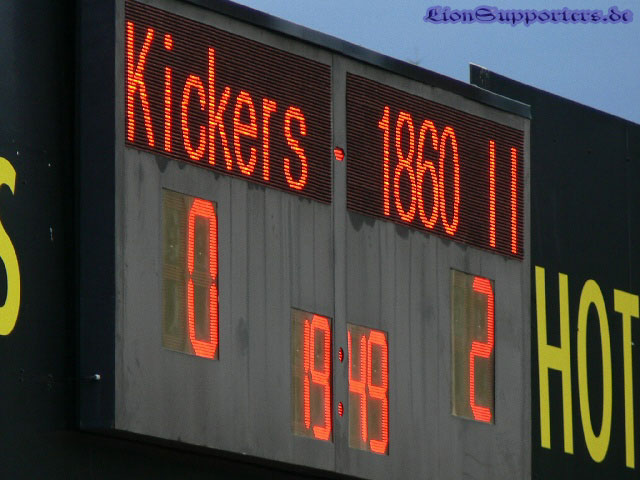 LionSupporters.de
Kickers : 1860 II
0 2
19:49
S
HOT